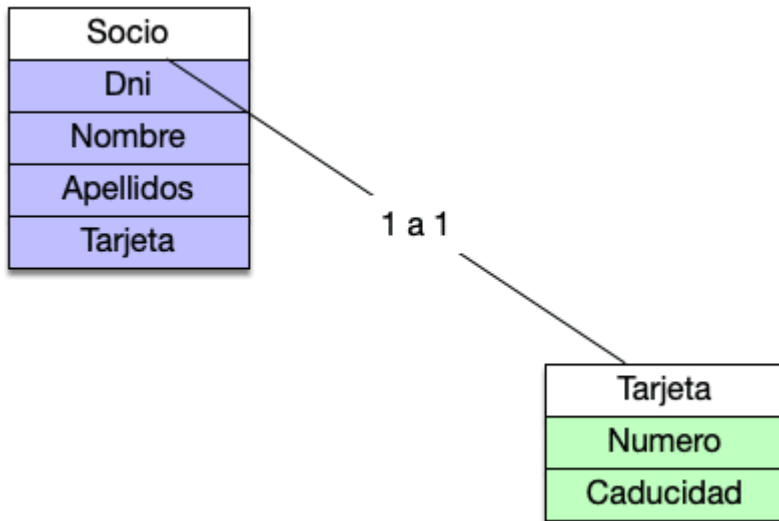 Socio
Dni
Nombre
Apellidos
Tarjeta
1 a 1
Tarjeta
Numero
Caducidad